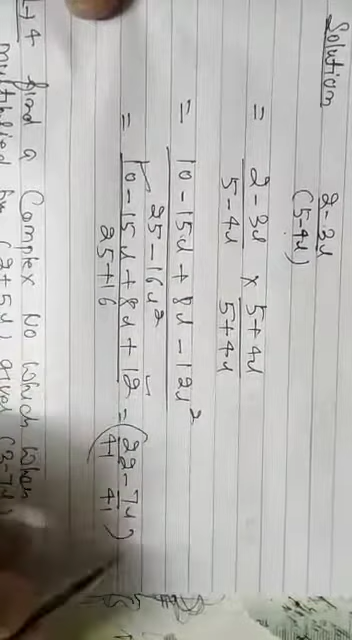 Solution
2-3i
(5-4i)
= 2-3i × 5+4i
5-4i 5+4i
= 10-15i+8i-12i²
25-16i²
= 10-15i+8i+12 = (22 - 7i)
25+16 41 41
4 find a Complex No which when
multiplied by (2+5i) gives (3-7i)